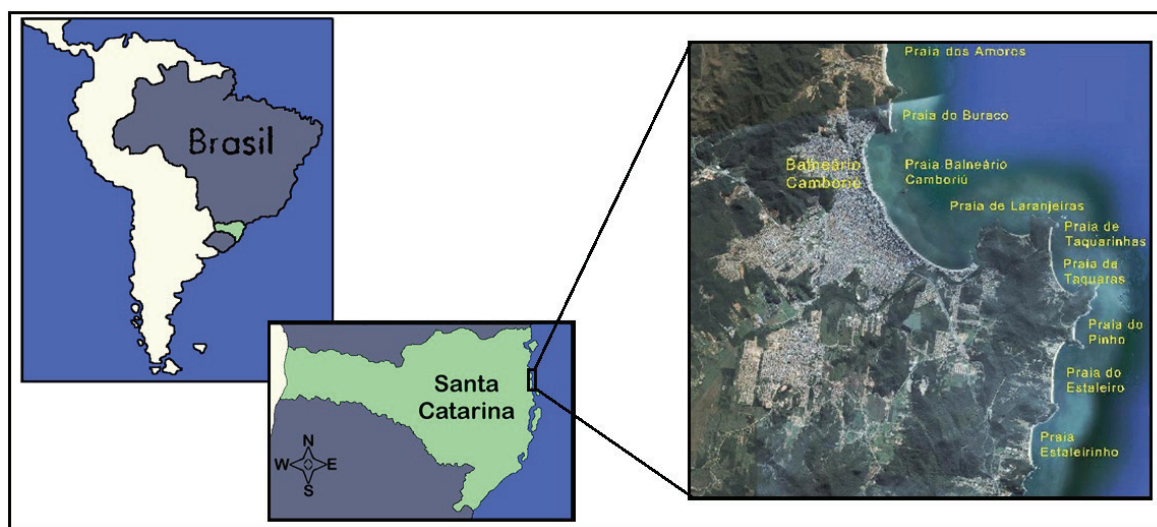 Brasil
Santa
Catarina
N
W
E
S
Praia dos Amores
Praia do Buraco
Balneário
Camboriú
Praia Balneário
Camboriú
Praia de Laranjeiras
Praia de
Taquarinhas
Praia de
Taquaras
Praia do
Pinho
Praia do
Estaleiro
Praia
Estaleirinho